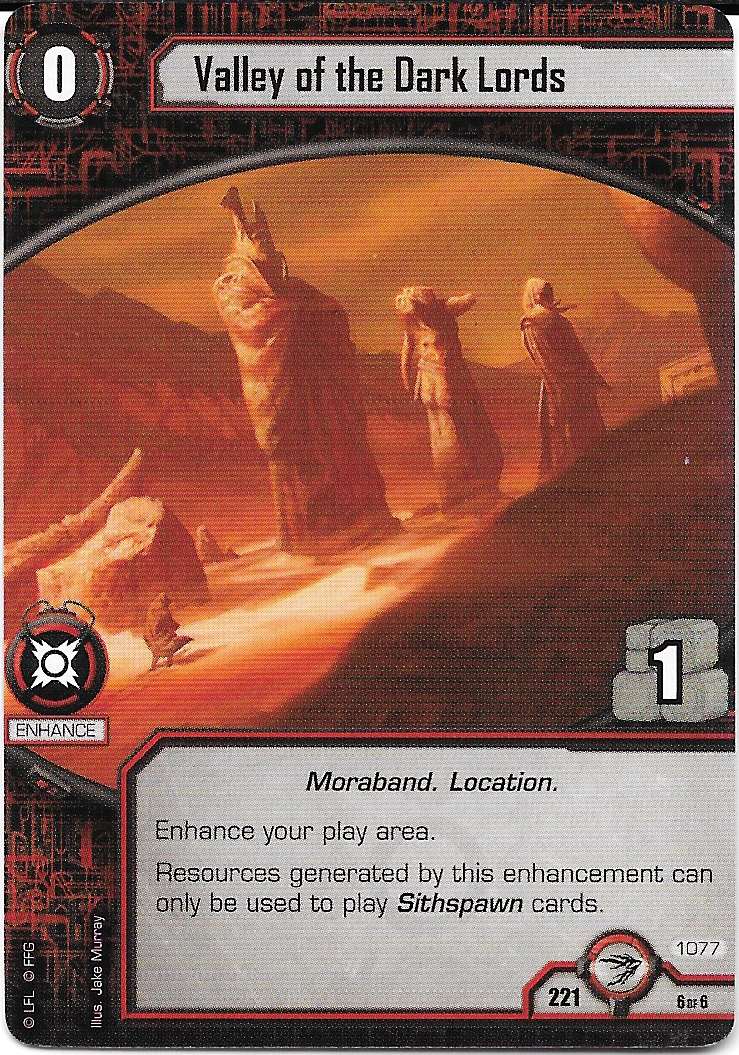 0
Valley of the Dark Lords
1
ENHANCE
Moraband. Location.
Enhance your play area.
Resources generated by this enhancement can
only be used to play Sithspawn cards.
© LFL © FFG
Illus. Jake Murray
1077
221
6 OF 6